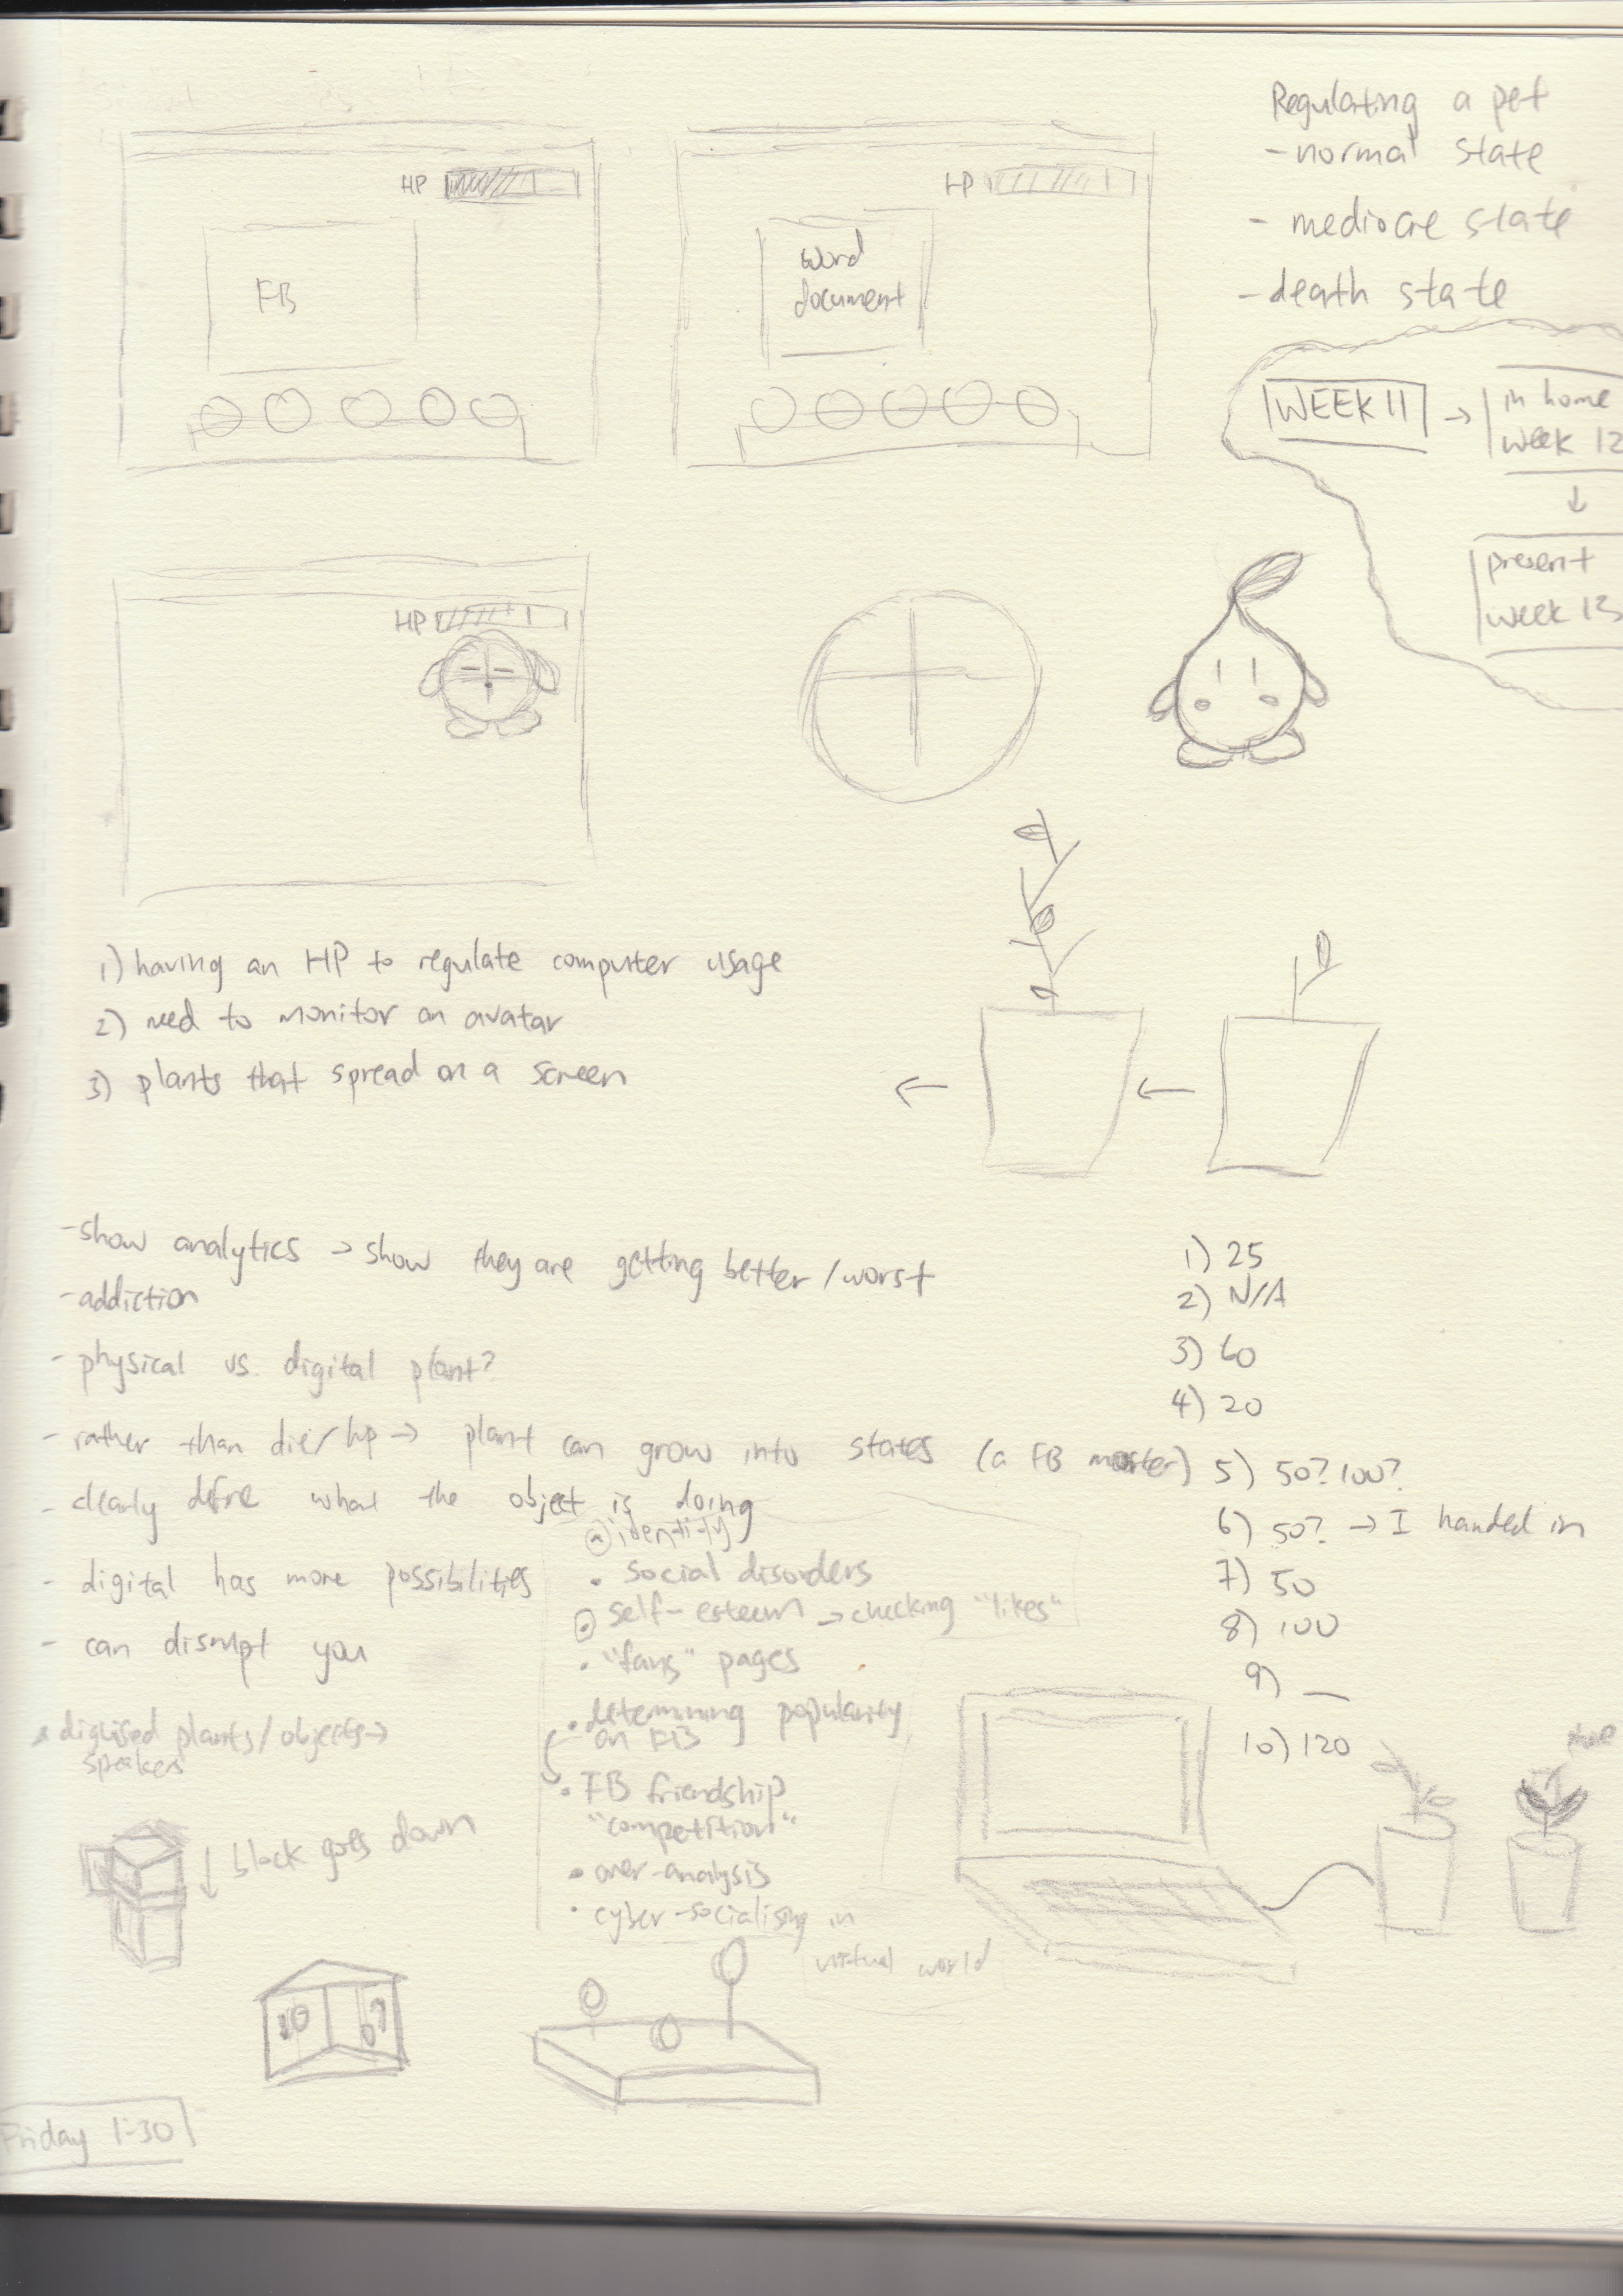 HP
FB
HP
word
document
Regulating a pet
- normal state
- mediocre state
- death state
WEEK 11 →
in home
week 12
↓
present
week 13
HP
1) having an HP to regulate computer usage
2) need to monitor an avatar
3) plants that spread on a screen
← ←
- show analytics → show they are getting better/worst
- addiction
- physical vs. digital plant?
- rather than die/hp → plant can grow into states (a FB
- clearly define what the object is doing
- digital has more possibilities
- can disrupt you
plants/objects →
speakers
↓ block goes down
identity
• social disorders
self-esteem → checking "likes"
• "fans" pages
• determining popularity
on FB
• FB friendship
"competition"
• over-analysis
• cyber-socialising in
virtual world
1) 25
2) N/A
3) 60
4) 20
5) 50? 100?
6) 50? → I handed in
7) 50
8) 100
9) —
10) 120
Friday 1-30